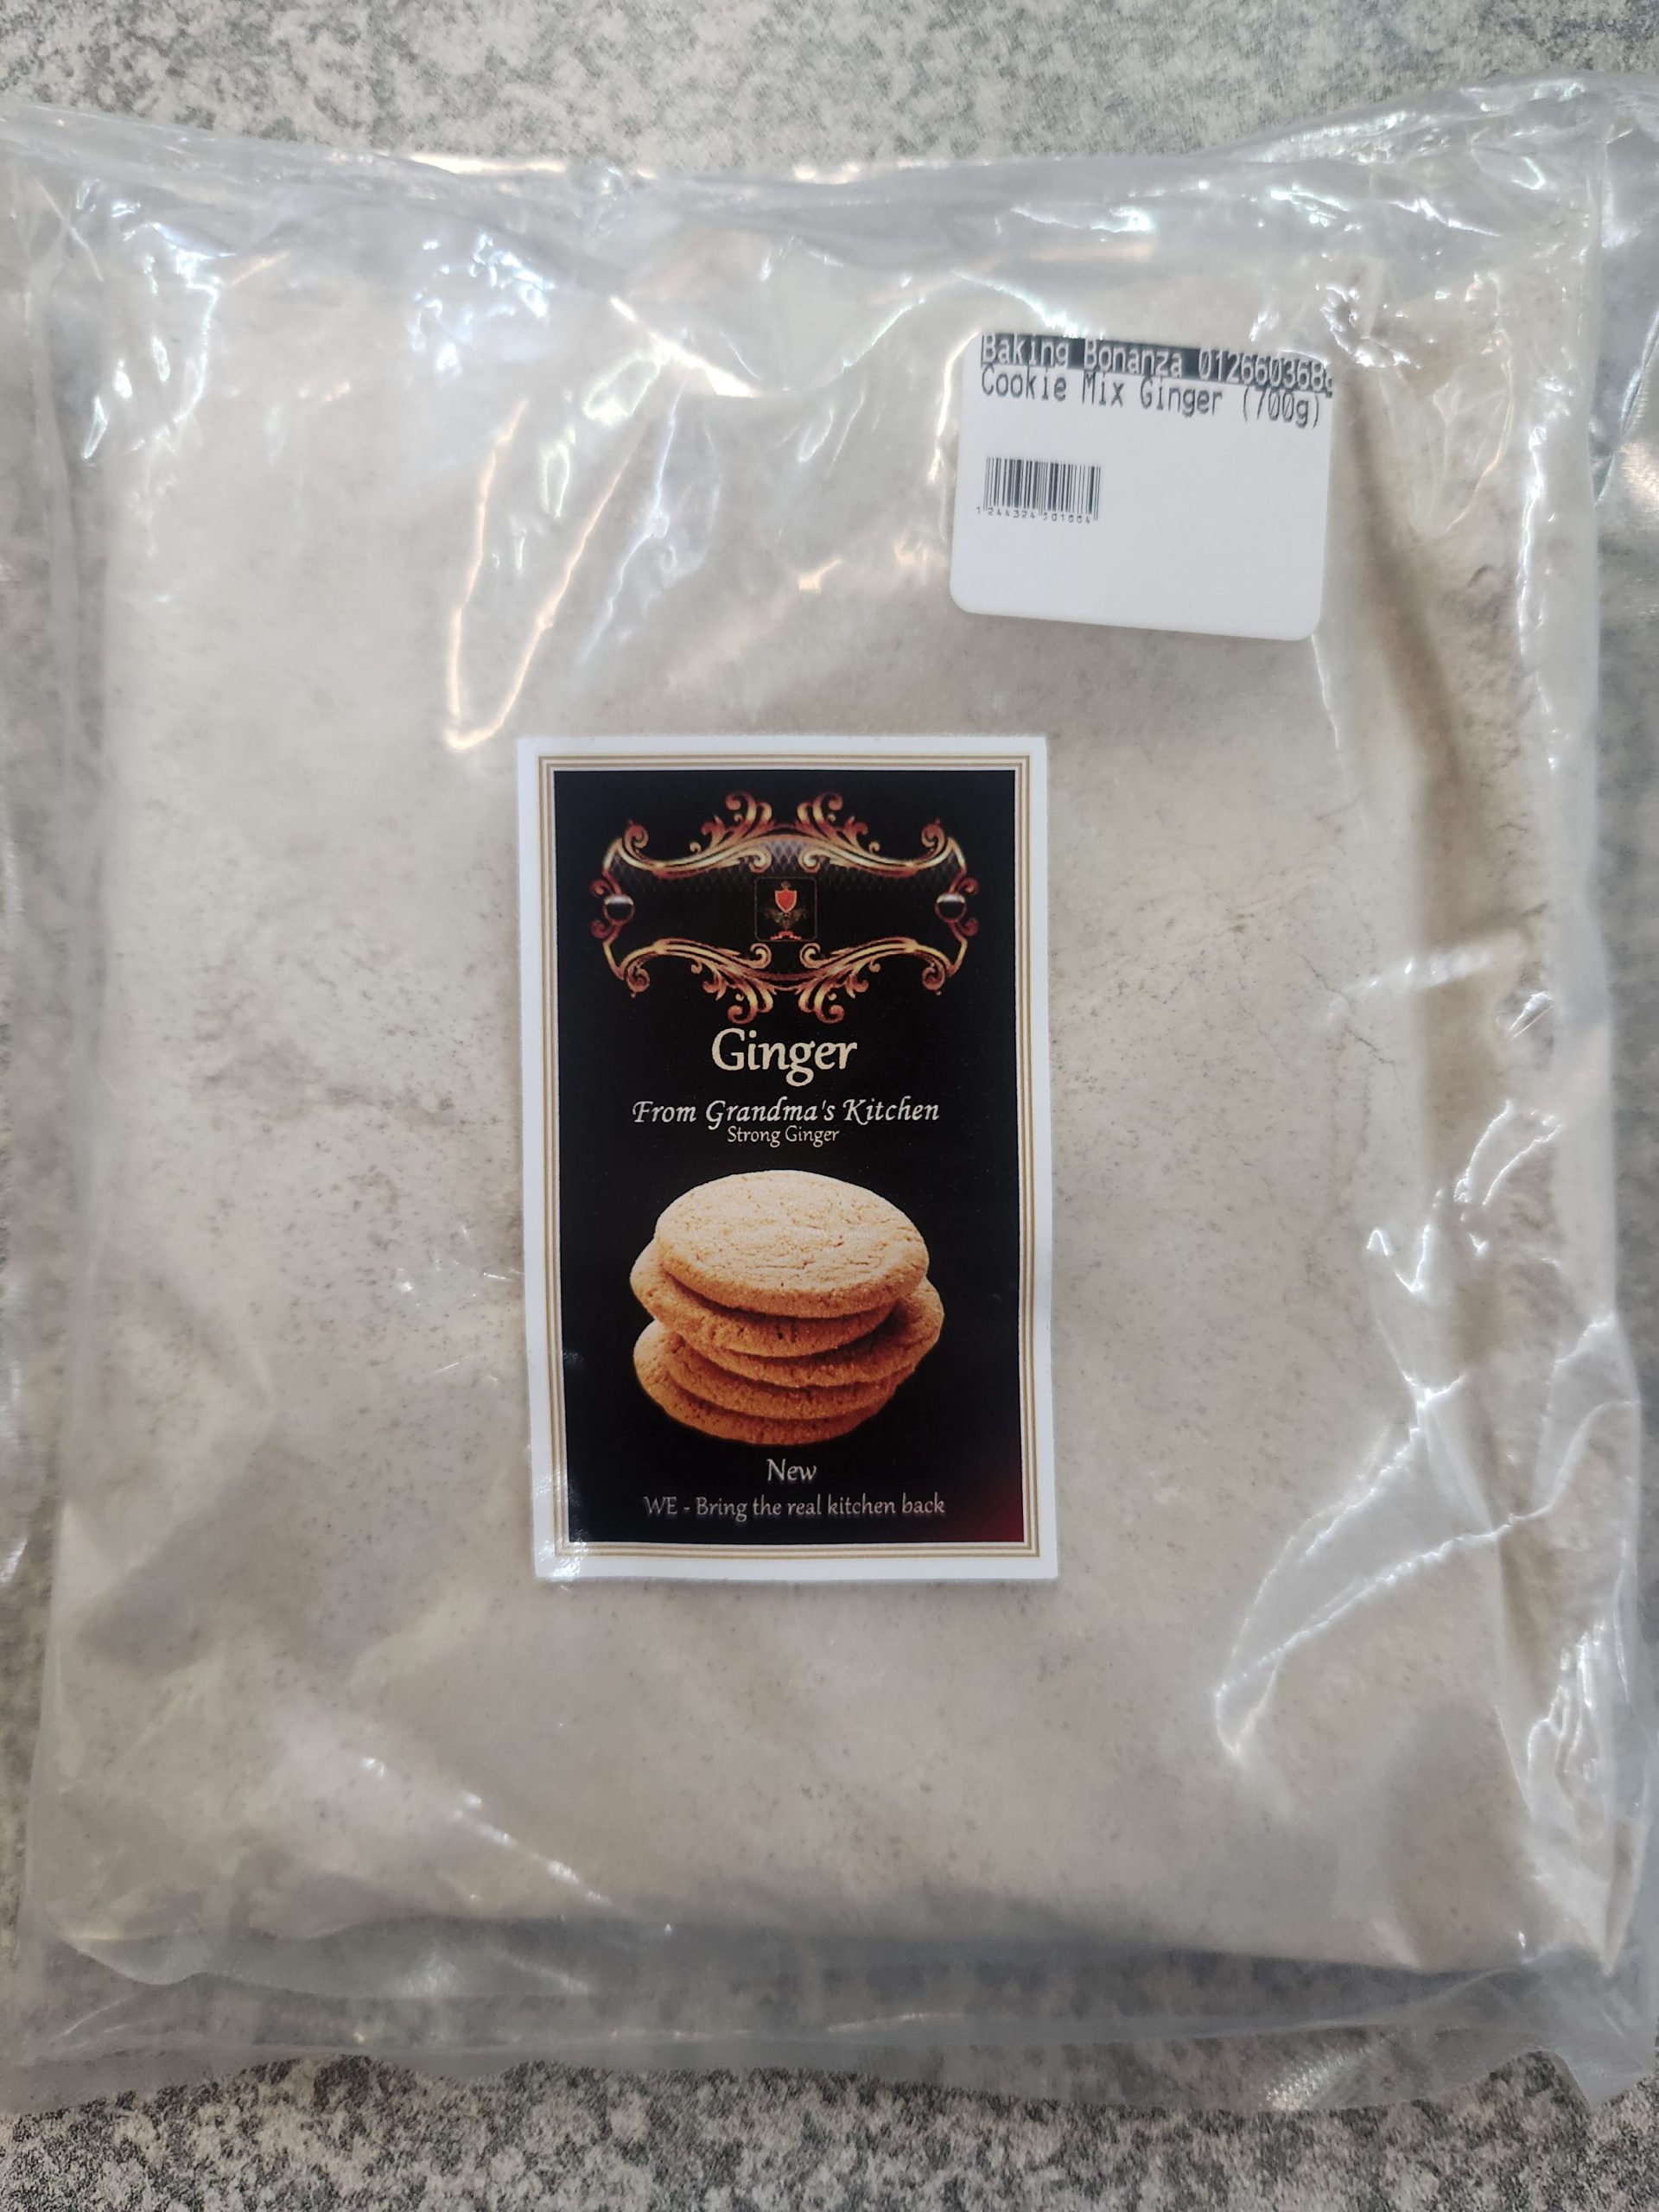 Baking Bonanza
Cookie Mix Ginger (700g)
Ginger
From Grandma's Kitchen
Strong Ginger
New
WE - Bring the real kitchen back